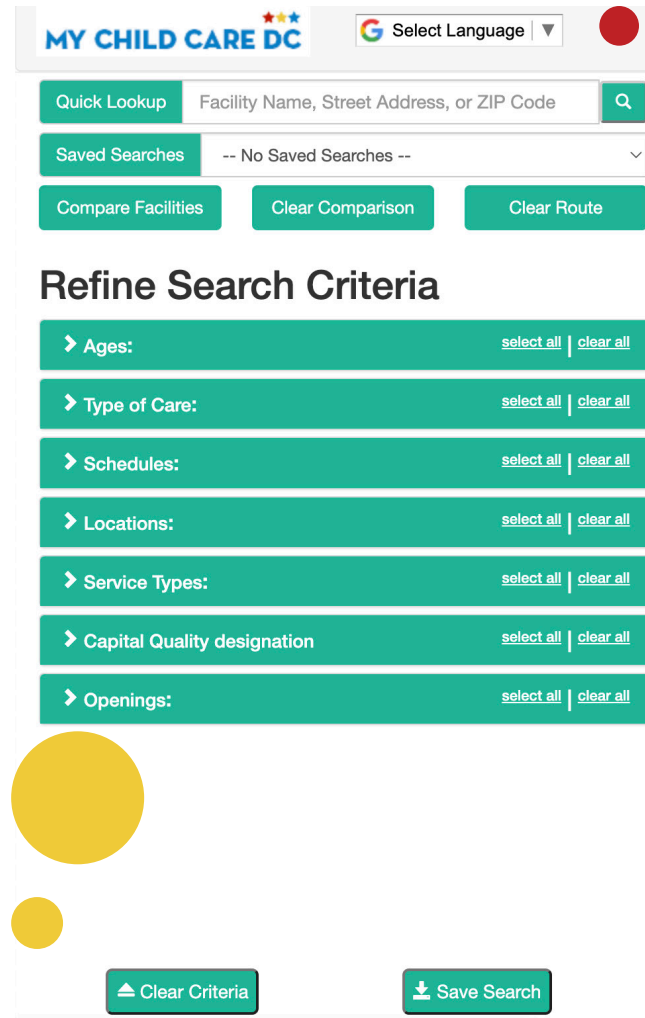 MY CHILD CARE DC
Select Language ▼
Quick Lookup Facility Name, Street Address, or ZIP Code
Saved Searches -- No Saved Searches --
Compare Facilities Clear Comparison Clear Route
Refine Search Criteria
Ages: select all | clear all
Type of Care: select all | clear all
Schedules: select all | clear all
Locations: select all | clear all
Service Types: select all | clear all
Capital Quality designation select all | clear all
Openings: select all | clear all
Clear Criteria Save Search